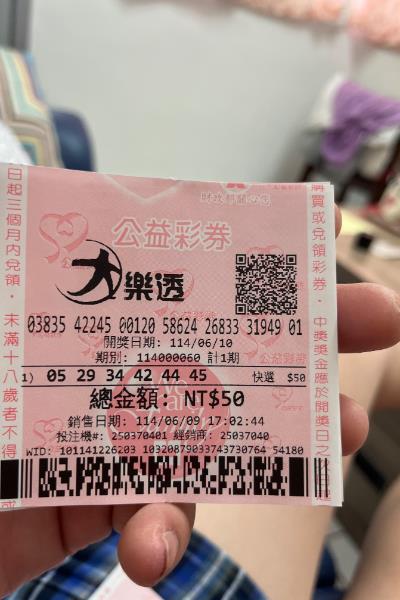 公益彩券
大樂透
03835 42245 00120 58624 26833 31949 01
開獎日期: 114/06/10
期別: 114000060 計1期
1) 05 29 34 42 44 45 快選 $50
總金額: NT$50
銷售日期: 114/06/09 17:02:44
投注機#: 250370401 經銷商: 25037040
WID: 101141226203 10320879033743730764 54180
日起三個月內兌領。未滿十八歲者不得
購買或兌領彩券。中獎獎金應於開獎日之